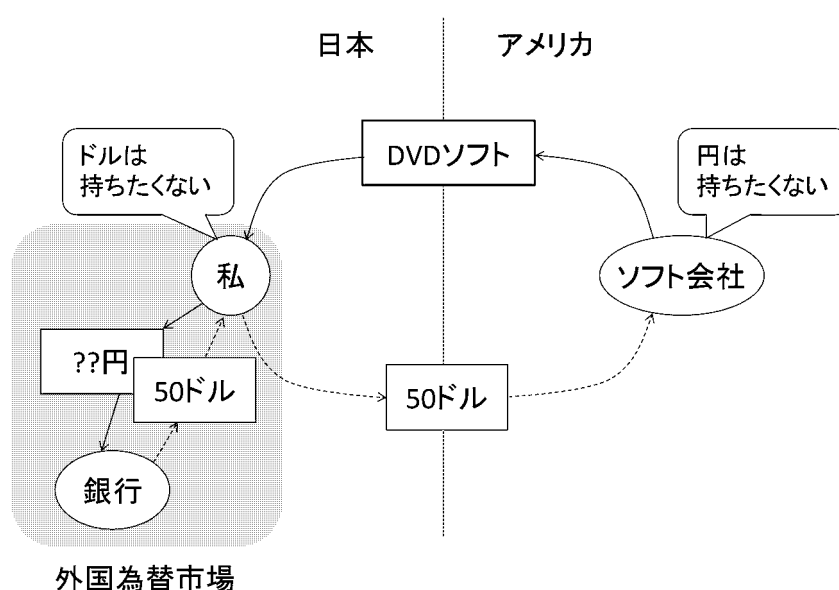 日本
アメリカ
ドルは
持ちたくない
DVDソフト
円は
持ちたくない
私
ソフト会社
??円
50ドル
50ドル
銀行
外国為替市場